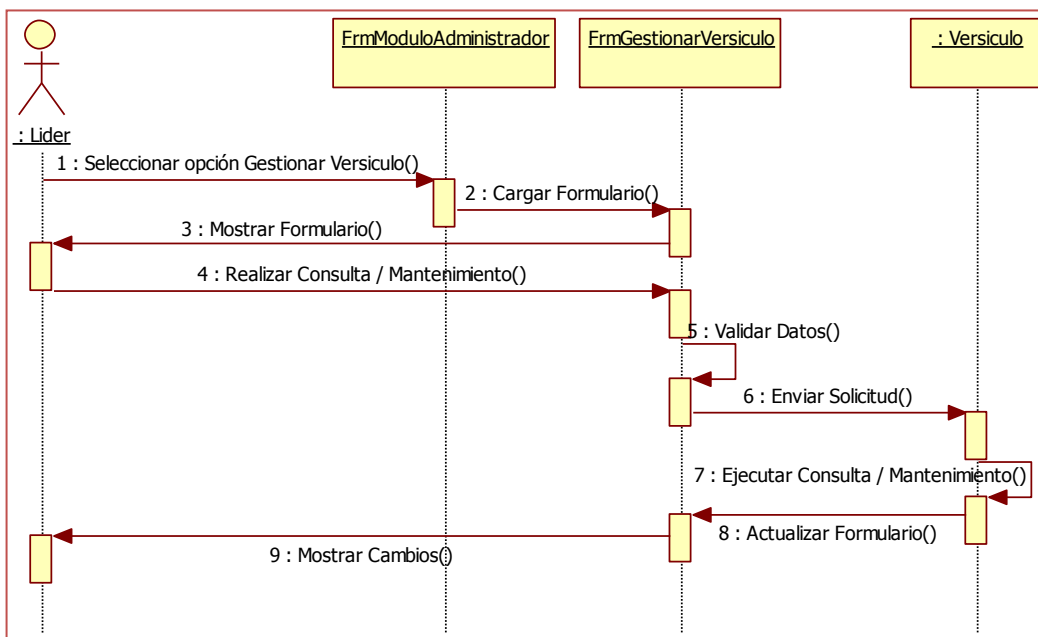 FrmModuloAdministrador
FrmGestionarVersiculo
: Versiculo
: Lider
1 : Seleccionar opción Gestionar Versiculo()
2 : Cargar Formulario()
3 : Mostrar Formulario()
4 : Realizar Consulta / Mantenimiento()
5 : Validar Datos()
6 : Enviar Solicitud()
7 : Ejecutar Consulta / Mantenimiento()
8 : Actualizar Formulario()
9 : Mostrar Cambios()